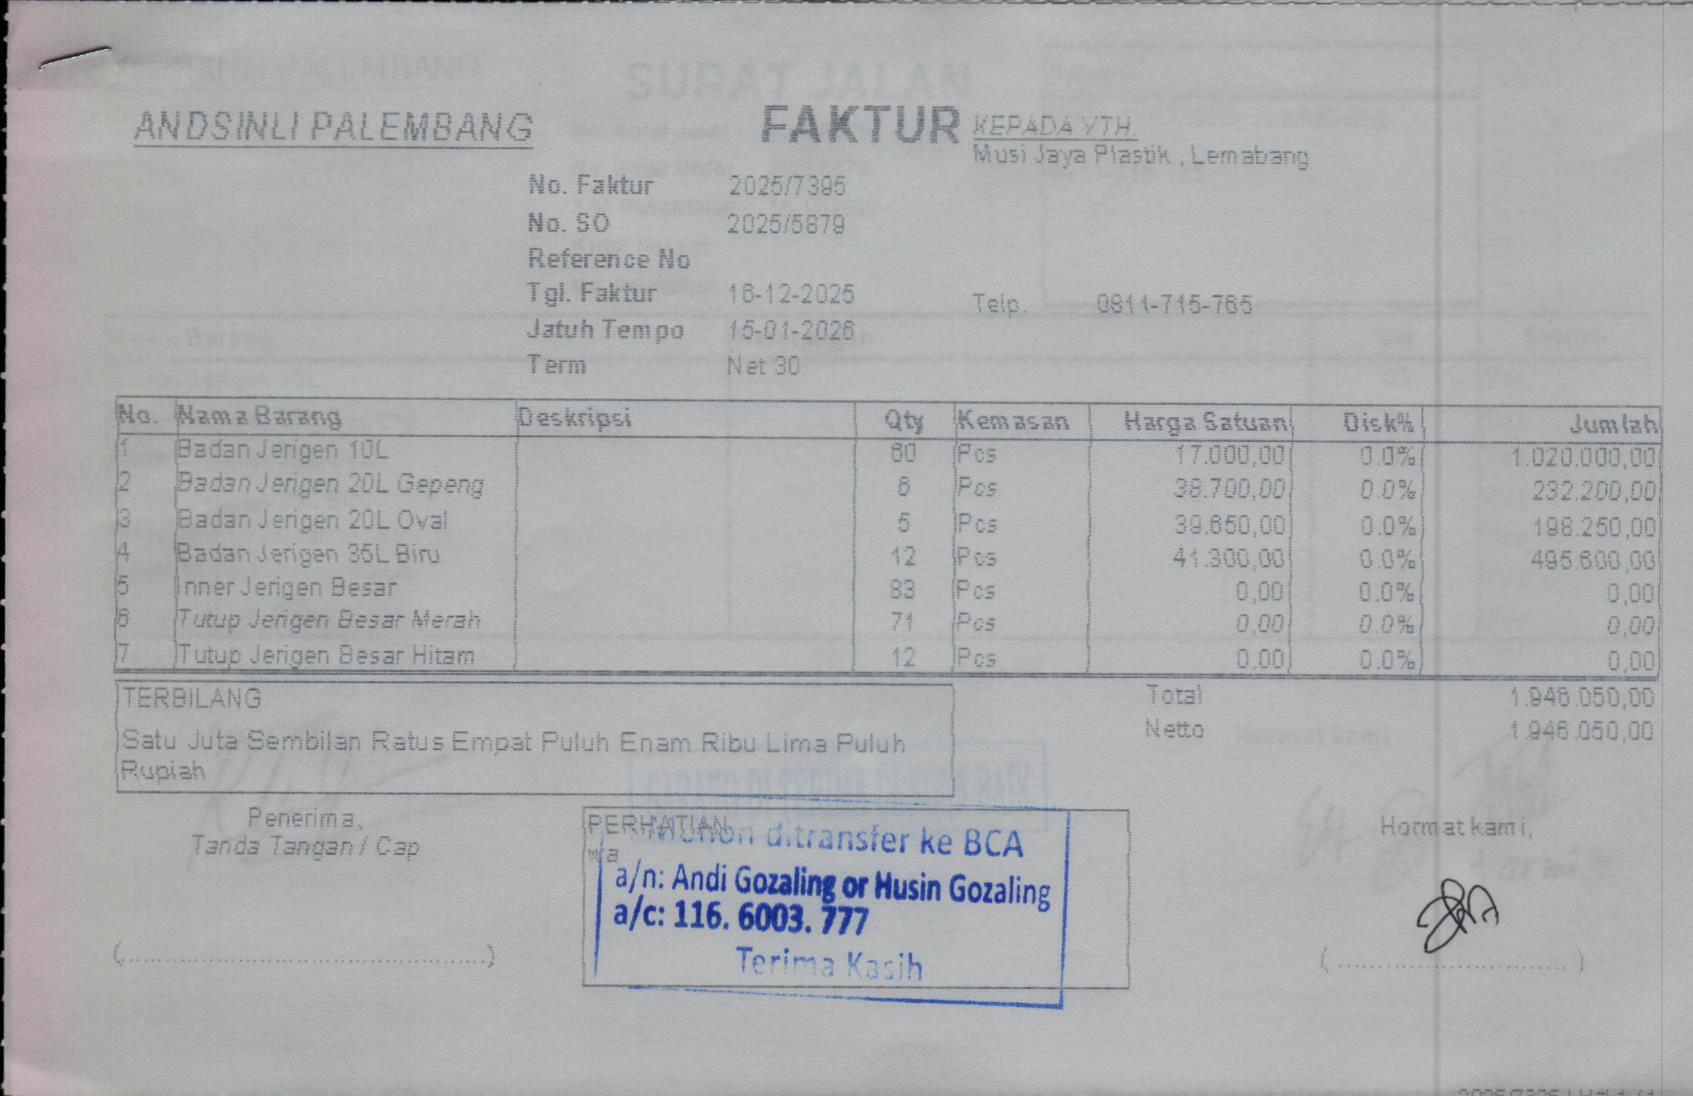 ANDSINLI PALEMBANG
FAKTUR
KEPADA YTH.
Musi Jaya Plastik , Lemabang
No. Faktur 2025/7395
No. SO 2025/5879
Reference No
Tgl. Faktur 16-12-2025
Telp. 0811-715-765
Jatuh Tempo 15-01-2026
Term Net 30
No. Nama Barang Deskripsi Qty Kemasan Harga Satuan Disk% Jumlah
1 Badan Jerigen 10L 60 Pcs 17.000,00 0.0% 1.020.000,00
2 Badan Jerigen 20L Gepeng 6 Pcs 38.700,00 0.0% 232.200,00
3 Badan Jerigen 20L Oval 5 Pcs 39.650,00 0.0% 198.250,00
4 Badan Jerigen 35L Biru 12 Pcs 41.300,00 0.0% 495.600,00
5 Inner Jerigen Besar 83 Pcs 0,00 0.0% 0,00
6 Tutup Jerigen Besar Merah 71 Pcs 0,00 0.0% 0,00
7 Tutup Jerigen Besar Hitam 12 Pcs 0,00 0.0% 0,00
TERBILANG
Satu Juta Sembilan Ratus Empat Puluh Enam Ribu Lima Puluh
Rupiah
Total 1.946.050,00
Netto 1.946.050,00
Penerima,
Tanda Tangan / Cap
PERHATIAN
Mohon ditransfer ke BCA
a/n: Andi Gozaling or Husin Gozaling
a/c: 116. 6003. 777
Terima Kasih
Hormat kami,
SURAT JALAN